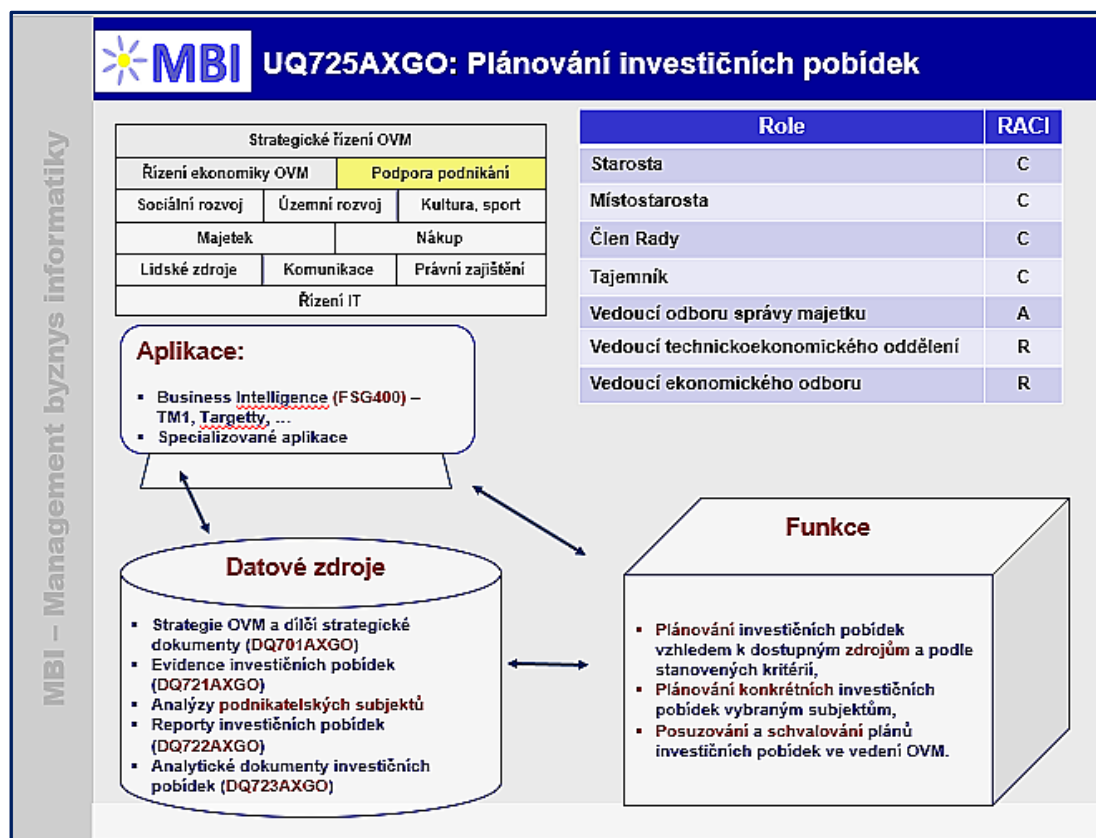 MBI – Management byznys informatiky
MBI
UQ725AXGO: Plánování investičních pobídek
Strategické řízení OVM
Řízení ekonomiky OVM
Podpora podnikání
Sociální rozvoj
Územní rozvoj
Kultura, sport
Majetek
Nákup
Lidské zdroje
Komunikace
Právní zajištění
Řízení IT
Role RACI
Starosta C
Místostarosta C
Člen Rady C
Tajemník C
Vedoucí odboru správy majetku A
Vedoucí technickoekonomického oddělení R
Vedoucí ekonomického odboru R
Aplikace:
▪ Business Intelligence (FSG400) –
TM1, Targetty, …
▪ Specializované aplikace
Datové zdroje
▪ Strategie OVM a dílčí strategické
dokumenty (DQ701AXGO)
▪ Evidence investičních pobídek
(DQ721AXGO)
▪ Analýzy podnikatelských subjektů
▪ Reporty investičních pobídek
(DQ722AXGO)
▪ Analytické dokumenty investičních
pobídek (DQ723AXGO)
Funkce
▪ Plánování investičních pobídek
vzhledem k dostupným zdrojům a podle
stanovených kritérií,
▪ Plánování konkrétních investičních
pobídek vybraným subjektům,
▪ Posuzování a schvalování plánů
investičních pobídek ve vedení OVM.